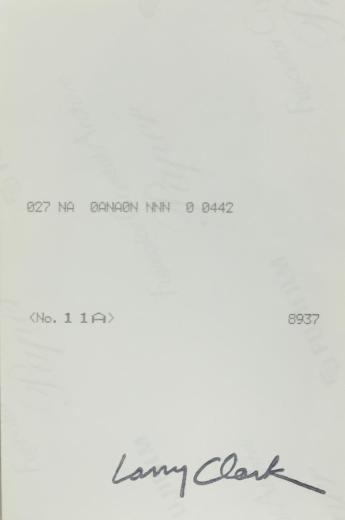 027 NA 0ANA0N NNN 0 0442
<No. 1 1A> 8937
Larry Clark